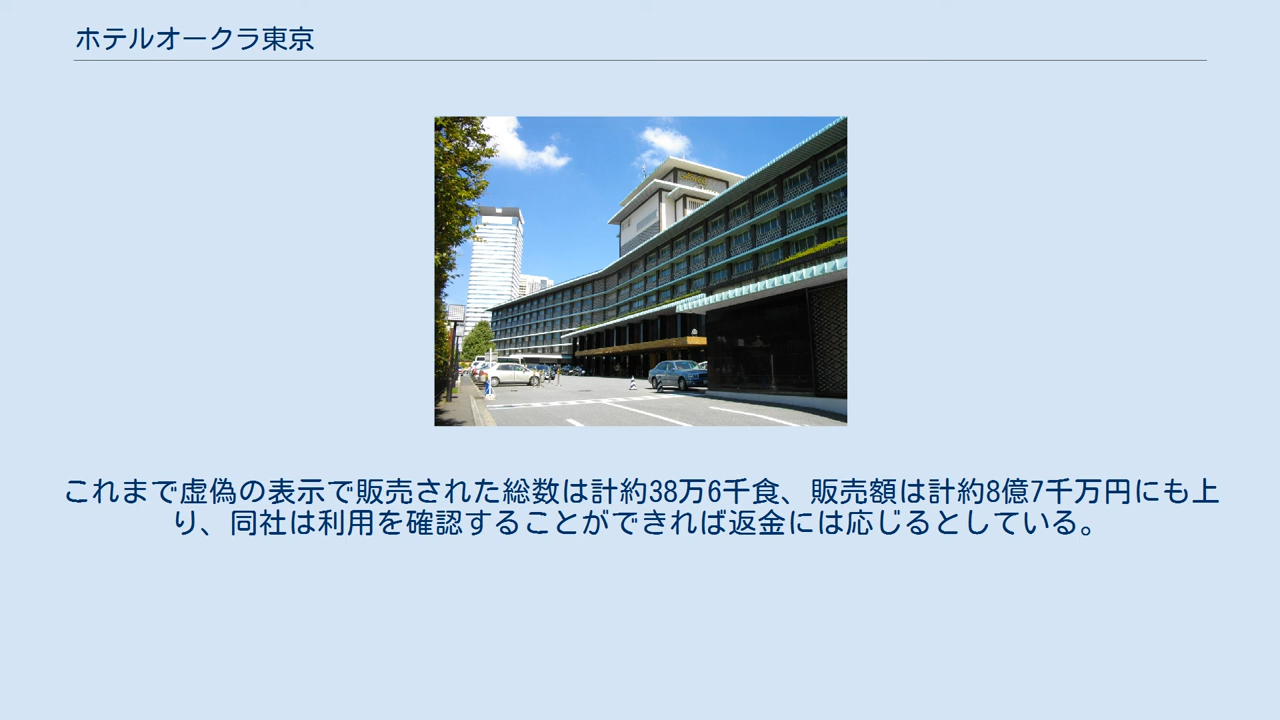 ホテルオークラ東京
これまで虚偽の表示で販売された総数は計約38万6千食、販売額は計約8億7千万円にも上
り、同社は利用を確認することができれば返金には応じるとしている。